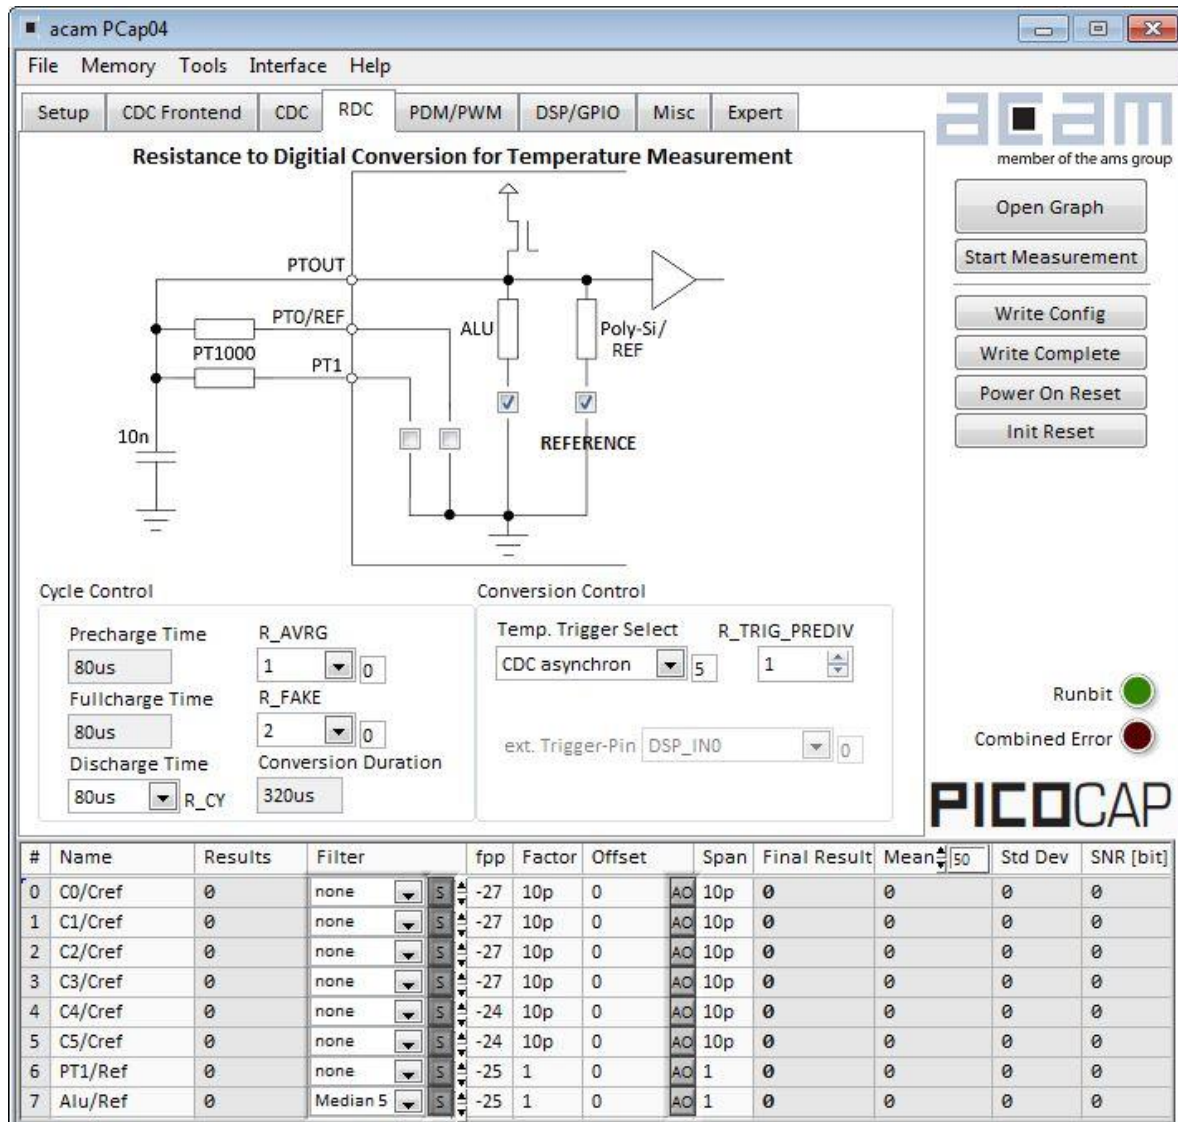 acam PCap04
File Memory Tools Interface Help
Setup CDC Frontend CDC RDC PDM/PWM DSP/GPIO Misc Expert
acam
member of the ams group
Resistance to Digitial Conversion for Temperature Measurement
Open Graph
Start Measurement
Write Config
Write Complete
Power On Reset
Init Reset
PTOUT
PT0/REF
PT1000
PT1
10n
ALU
Poly-Si/
REF
REFERENCE
Cycle Control
Precharge Time R_AVRG
80us 1 0
Fullcharge Time R_FAKE
80us 2 0
Discharge Time Conversion Duration
80us R_CY 320us
Conversion Control
Temp. Trigger Select R_TRIG_PREDIV
CDC asynchron 5 1
ext. Trigger-Pin DSP_IN0 0
Runbit
Combined Error
PICOCAP
# Name Results Filter fpp Factor Offset Span Final Result Mean 50 Std Dev SNR [bit]
0 C0/Cref 0 none S -27 10p 0 AO 10p 0 0 0 0
1 C1/Cref 0 none S -27 10p 0 AO 10p 0 0 0 0
2 C2/Cref 0 none S -27 10p 0 AO 10p 0 0 0 0
3 C3/Cref 0 none S -27 10p 0 AO 10p 0 0 0 0
4 C4/Cref 0 none S -24 10p 0 AO 10p 0 0 0 0
5 C5/Cref 0 none S -24 10p 0 AO 10p 0 0 0 0
6 PT1/Ref 0 none S -25 1 0 AO 1 0 0 0 0
7 Alu/Ref 0 Median 5 S -25 1 0 AO 1 0 0 0 0